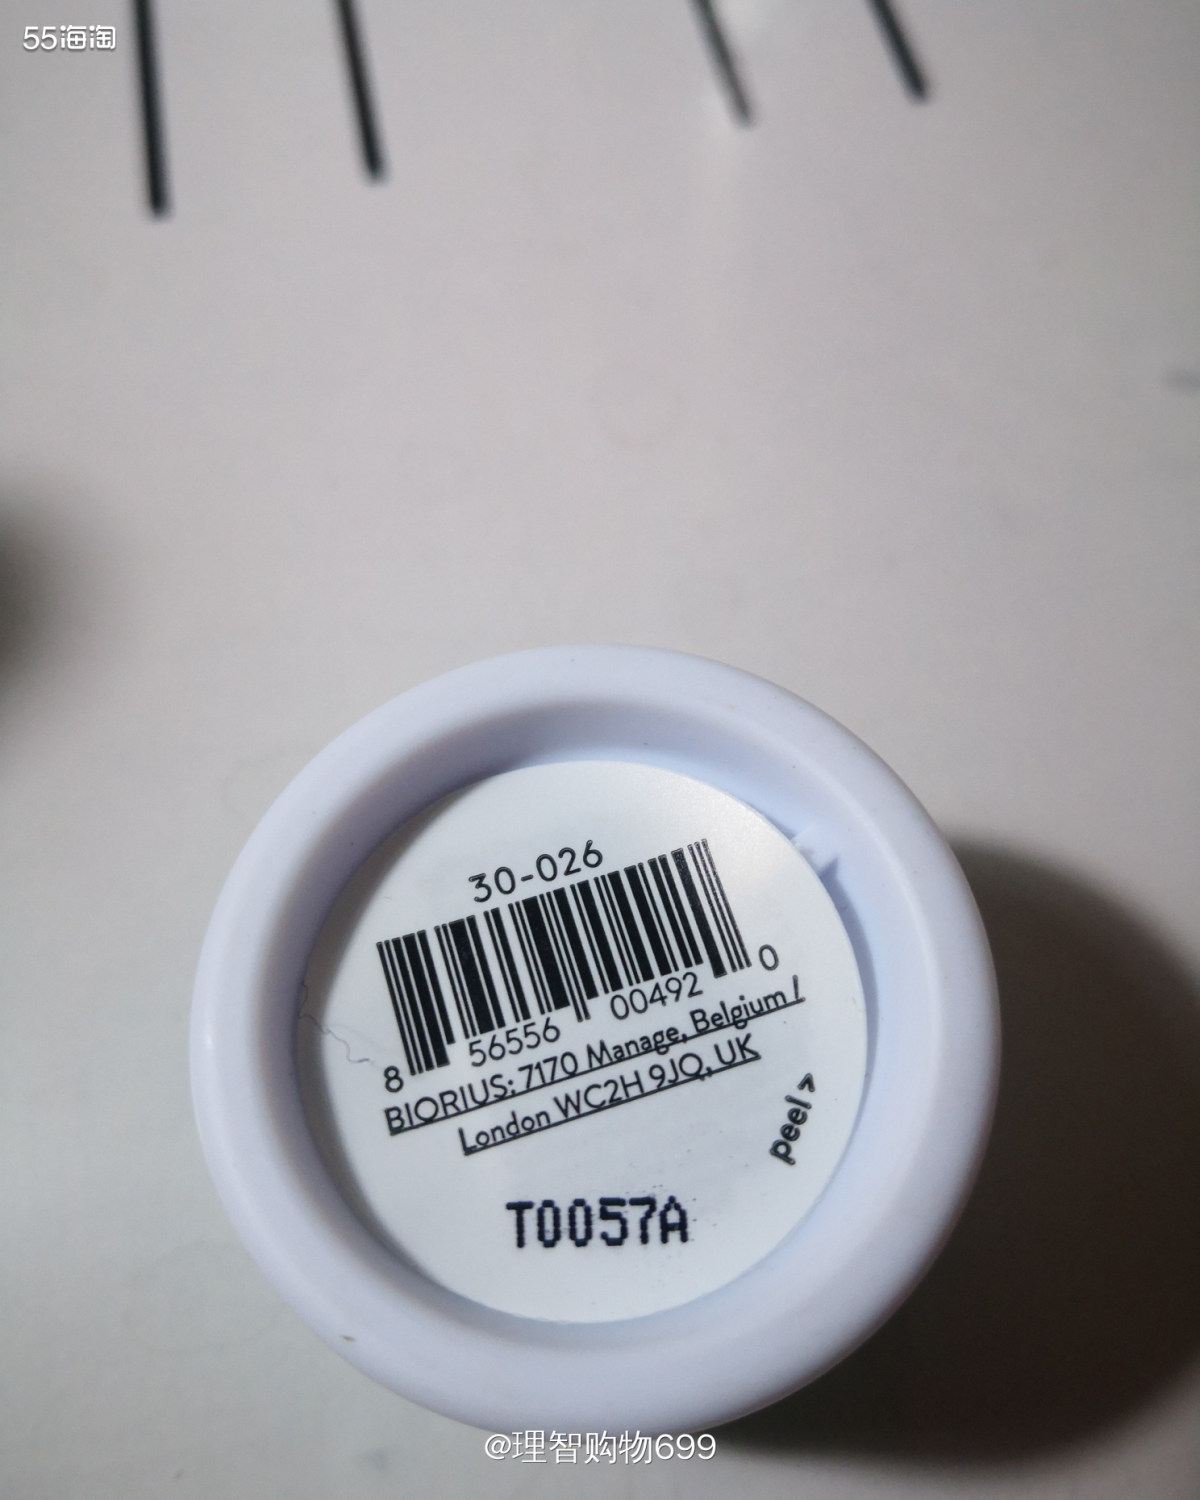 55海淘
30-026
8 56556 00492 0
BIORIUS: 7170 Manage, Belgium /
London WC2H 9JQ, UK
peel >
T0057A
@理智购物699